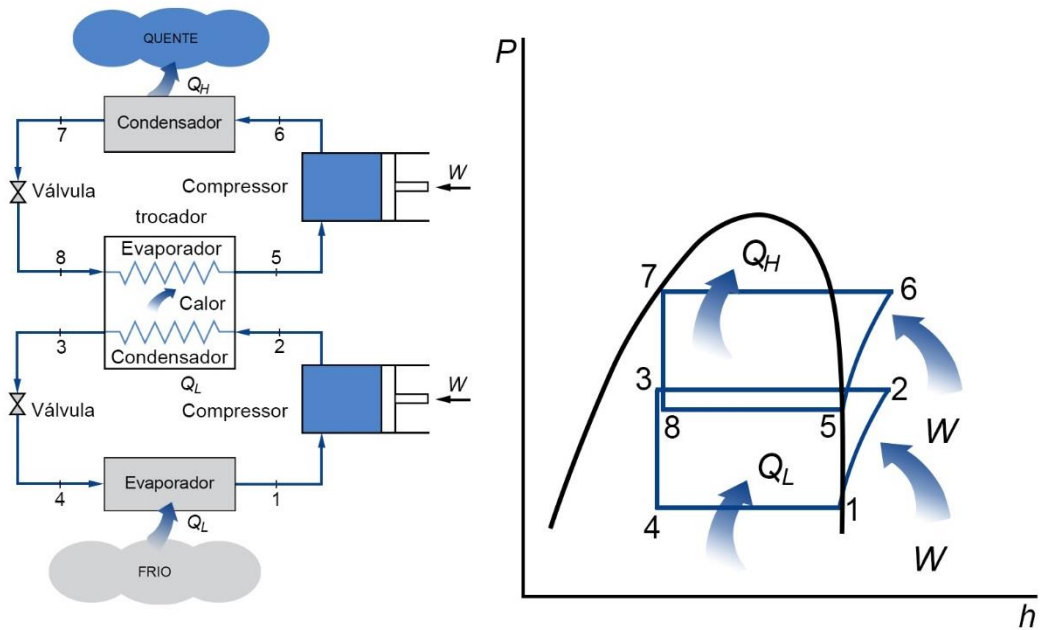 QUENTE
Q_H
7
Condensador
6
Válvula
Compressor
W
trocador
Evaporador
8
5
Calor
3
2
Condensador
Q_L
Válvula
Compressor
W
4
Evaporador
1
Q_L
FRIO
P
7
Q_H
6
3
2
8
5
W
Q_L
4
1
W
h